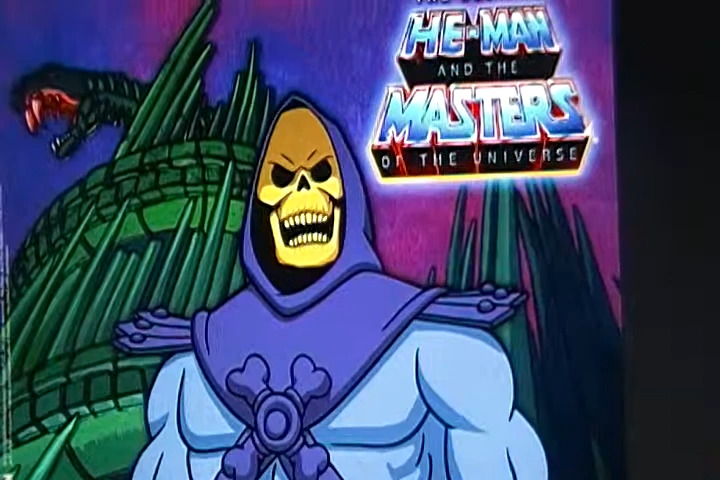 HE-MAN
AND THE
MASTERS
OF THE UNIVERSE